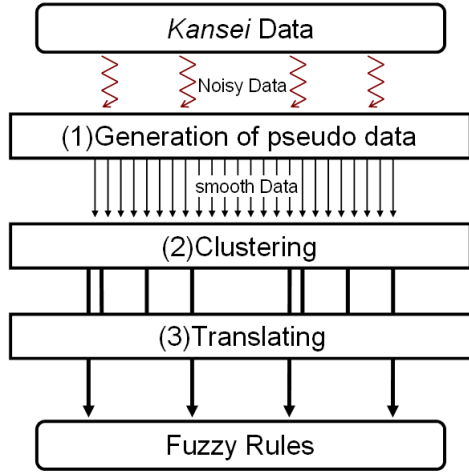 Kansei Data
Noisy Data
(1)Generation of pseudo data
smooth Data
(2)Clustering
(3)Translating
Fuzzy Rules